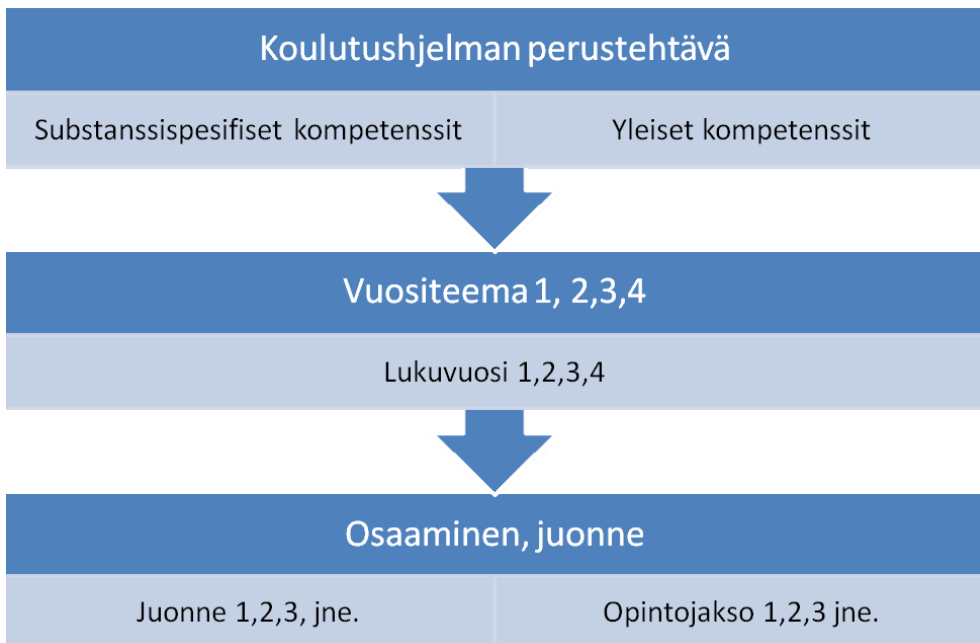 Koulutushjelman perustehtävä
Substanssispesifiset kompetenssit
Yleiset kompetenssit
Vuositeema 1, 2,3,4
Lukuvuosi 1,2,3,4
Osaaminen, juonne
Juonne 1,2,3, jne.
Opintojakso 1,2,3 jne.